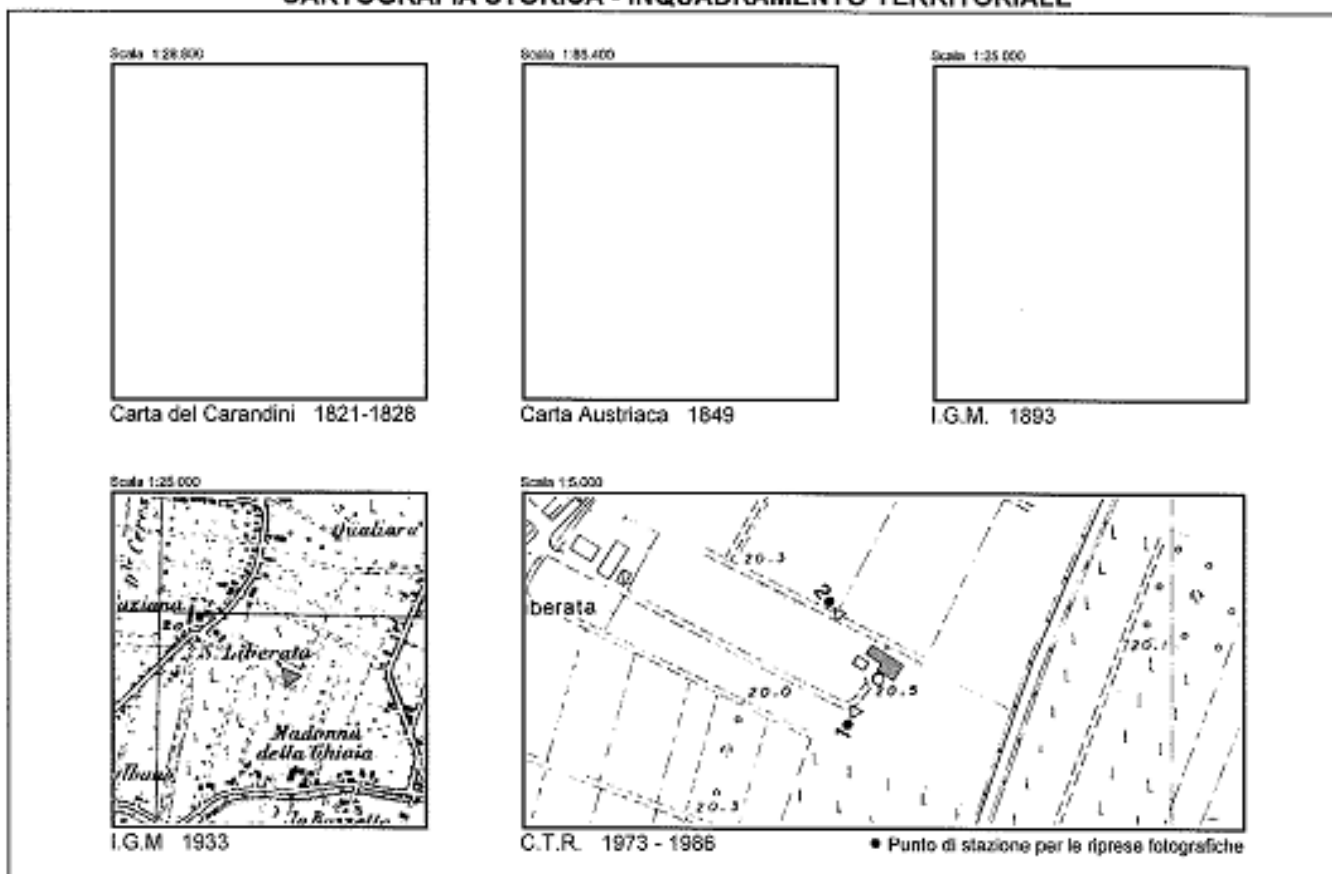 CARTOGRAFIA STORICA - INQUADRAMENTO TERRITORIALE
Scala 1:28.800
Scala 1:86.400
Scala 1:25.000
Carta del Carandini 1821-1828
Carta Austriaca 1849
I.G.M. 1893
Scala 1:25.000
Scala 1:5.000
Qualiara
20
S. Liberata
Madonna
della Ghiaia
I.G.M 1933
20.3
2
berata
20.1
20.0
20.5
1
20.3
C.T.R. 1973 - 1986
Punto di stazione per le riprese fotografiche